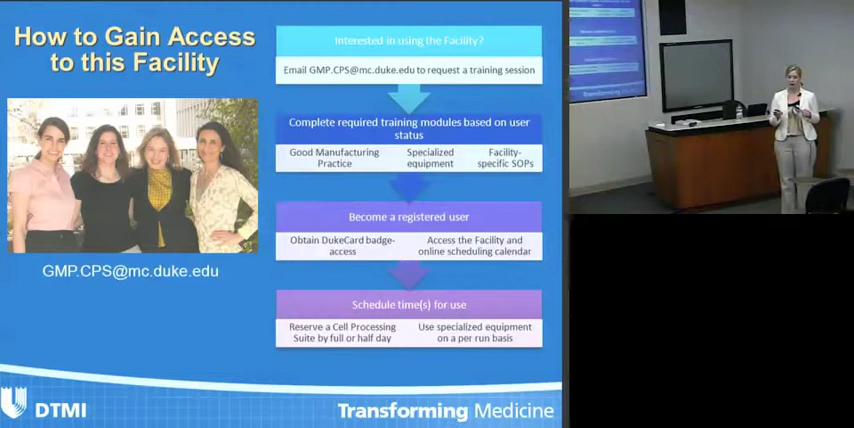 How to Gain Access
to this Facility
GMP.CPS@mc.duke.edu
Interested in using the Facility?
Email GMP.CPS@mc.duke.edu to request a training session
Complete required training modules based on user
status
Good Manufacturing
Practice
Specialized
equipment
Facility-
specific SOPs
Become a registered user
Obtain DukeCard badge-
access
Access the Facility and
online scheduling calendar
Schedule time(s) for use
Reserve a Cell Processing
Suite by full or half day
Use specialized equipment
on a per run basis
DTMI
Transforming Medicine
Transforming